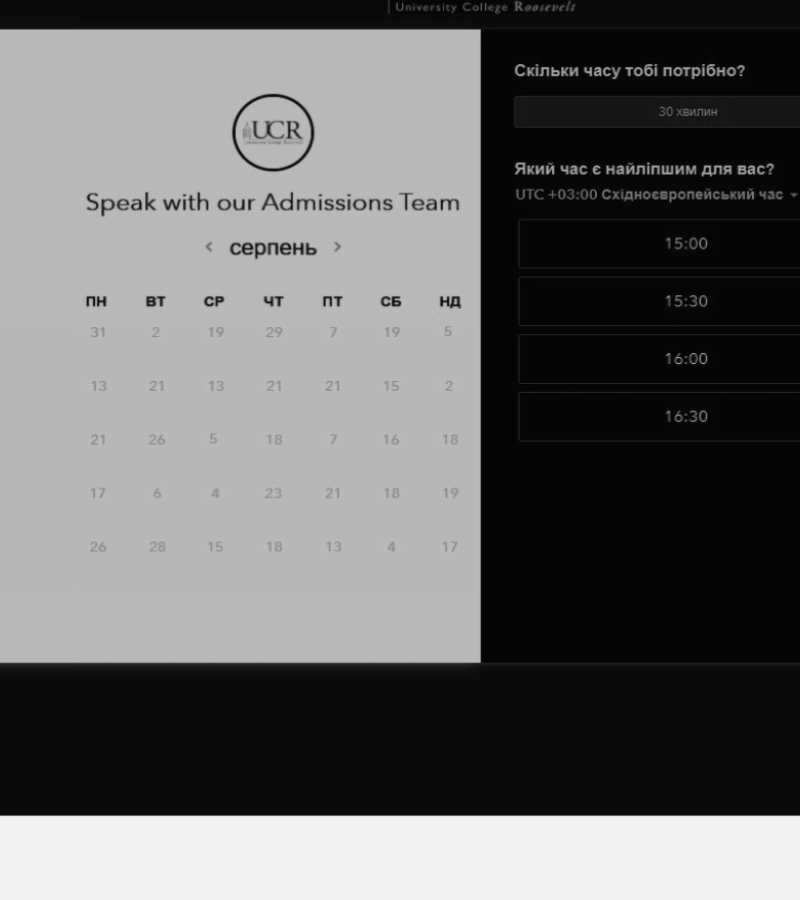 University College Roosevelt
UCR
Speak with our Admissions Team
< серпень >
ПН ВТ СР ЧТ ПТ СБ НД
31 2 19 29 7 19 5
13 21 13 21 21 15 2
21 26 5 18 7 16 18
17 6 4 23 21 18 19
26 28 15 18 13 4 17
Скільки часу тобі потрібно?
30 хвилин
Який час є найліпшим для вас?
UTC +03:00 Східноєвропейський час
15:00
15:30
16:00
16:30